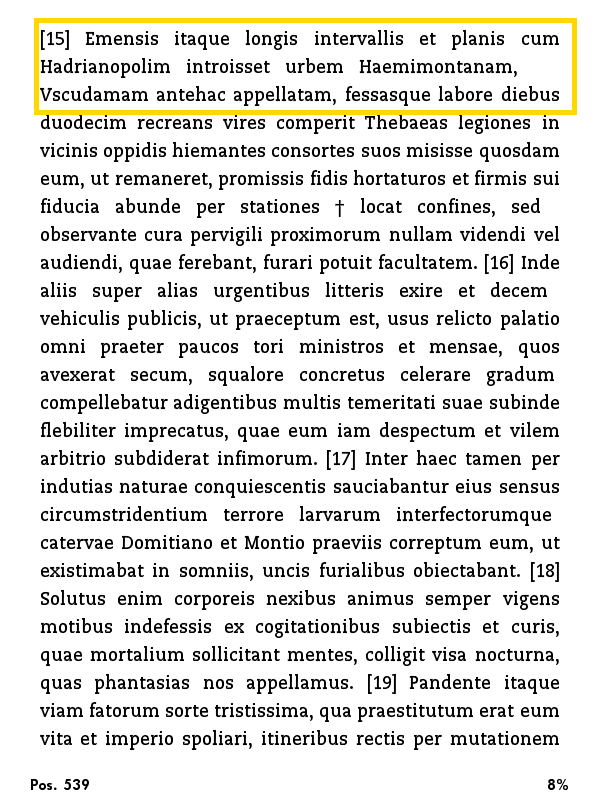 [15] Emensis itaque longis intervallis et planis cum
Hadrianopolim introisset urbem Haemimontanam,
Vscudamam antehac appellatam, fessasque labore diebus
duodecim recreans vires comperit Thebaeas legiones in
vicinis oppidis hiemantes consortes suos misisse quosdam
eum, ut remaneret, promissis fidis hortaturos et firmis sui
fiducia abunde per stationes † locat confines, sed
observante cura pervigili proximorum nullam videndi vel
audiendi, quae ferebant, furari potuit facultatem. [16] Inde
aliis super alias urgentibus litteris exire et decem
vehiculis publicis, ut praeceptum est, usus relicto palatio
omni praeter paucos tori ministros et mensae, quos
avexerat secum, squalore concretus celerare gradum
compellebatur adigentibus multis temeritati suae subinde
flebiliter imprecatus, quae eum iam despectum et vilem
arbitrio subdiderat infimorum. [17] Inter haec tamen per
indutias naturae conquiescentis sauciabantur eius sensus
circumstridentium terrore larvarum interfectorumque
catervae Domitiano et Montio praeviis correptum eum, ut
existimabat in somniis, uncis furialibus obiectabant. [18]
Solutus enim corporeis nexibus animus semper vigens
motibus indefessis ex cogitationibus subiectis et curis,
quae mortalium sollicitant mentes, colligit visa nocturna,
quas phantasias nos appellamus. [19] Pandente itaque
viam fatorum sorte tristissima, qua praestitutum erat eum
vita et imperio spoliari, itineribus rectis per mutationem
Pos. 539 8%